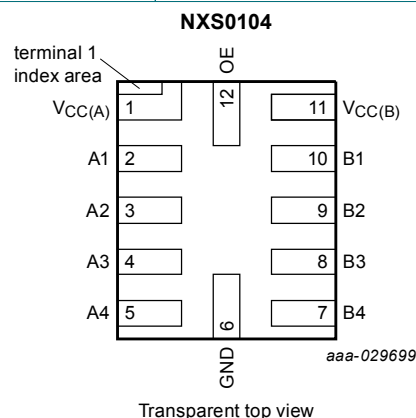 NXS0104
terminal 1
index area
OE
VCC(A) 1 12 11 VCC(B)
A1 2 10 B1
A2 3 9 B2
A3 4 8 B3
A4 5 6 7 B4
GND
aaa-029699
Transparent top view